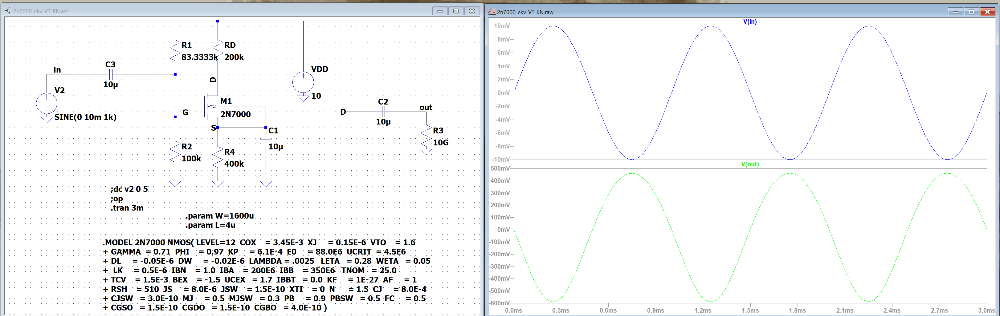 2n7000_ekv_VT_KN.asc
R1
83.3333k
RD
200k
C3
10µ
in
V2
SINE(0 10m 1k)
D
VDD
10
M1
2N7000
G
S
C1
10µ
R2
100k
R4
400k
D
C2
10µ
out
R3
10G
;dc v2 0 5
;op
.tran 3m
.param W=1600u
.param L=4u
.MODEL 2N7000 NMOS( LEVEL=12 COX = 3.45E-3 XJ = 0.15E-6 VTO = 1.6
+ GAMMA = 0.71 PHI = 0.97 KP = 6.1E-4 E0 = 88.0E6 UCRIT = 4.5E6
+ DL = -0.05E-6 DW = -0.02E-6 LAMBDA = .0025 LETA = 0.28 WETA = 0.05
+ LK = 0.5E-6 IBN = 1.0 IBA = 200E6 IBB = 350E6 TNOM = 25.0
+ TCV = 1.5E-3 BEX = -1.5 UCEX = 1.7 IBBT = 0.0 KF = 1E-27 AF = 1
+ RSH = 510 JS = 8.0E-6 JSW = 1.5E-10 XTI = 0 N = 1.5 CJ = 8.0E-4
+ CJSW = 3.0E-10 MJ = 0.5 MJSW = 0.3 PB = 0.9 PBSW = 0.5 FC = 0.5
+ CGSO = 1.5E-10 CGDO = 1.5E-10 CGBO = 4.0E-10 )
2n7000_ekv_VT_KN.raw
V(in)
10mV
8mV
6mV
4mV
2mV
0mV
-2mV
-4mV
-6mV
-8mV
-10mV
V(out)
500mV
400mV
300mV
200mV
100mV
0mV
-100mV
-200mV
-300mV
-400mV
-500mV
-600mV
0.0ms 0.3ms 0.6ms 0.9ms 1.2ms 1.5ms 1.8ms 2.1ms 2.4ms 2.7ms 3.0ms